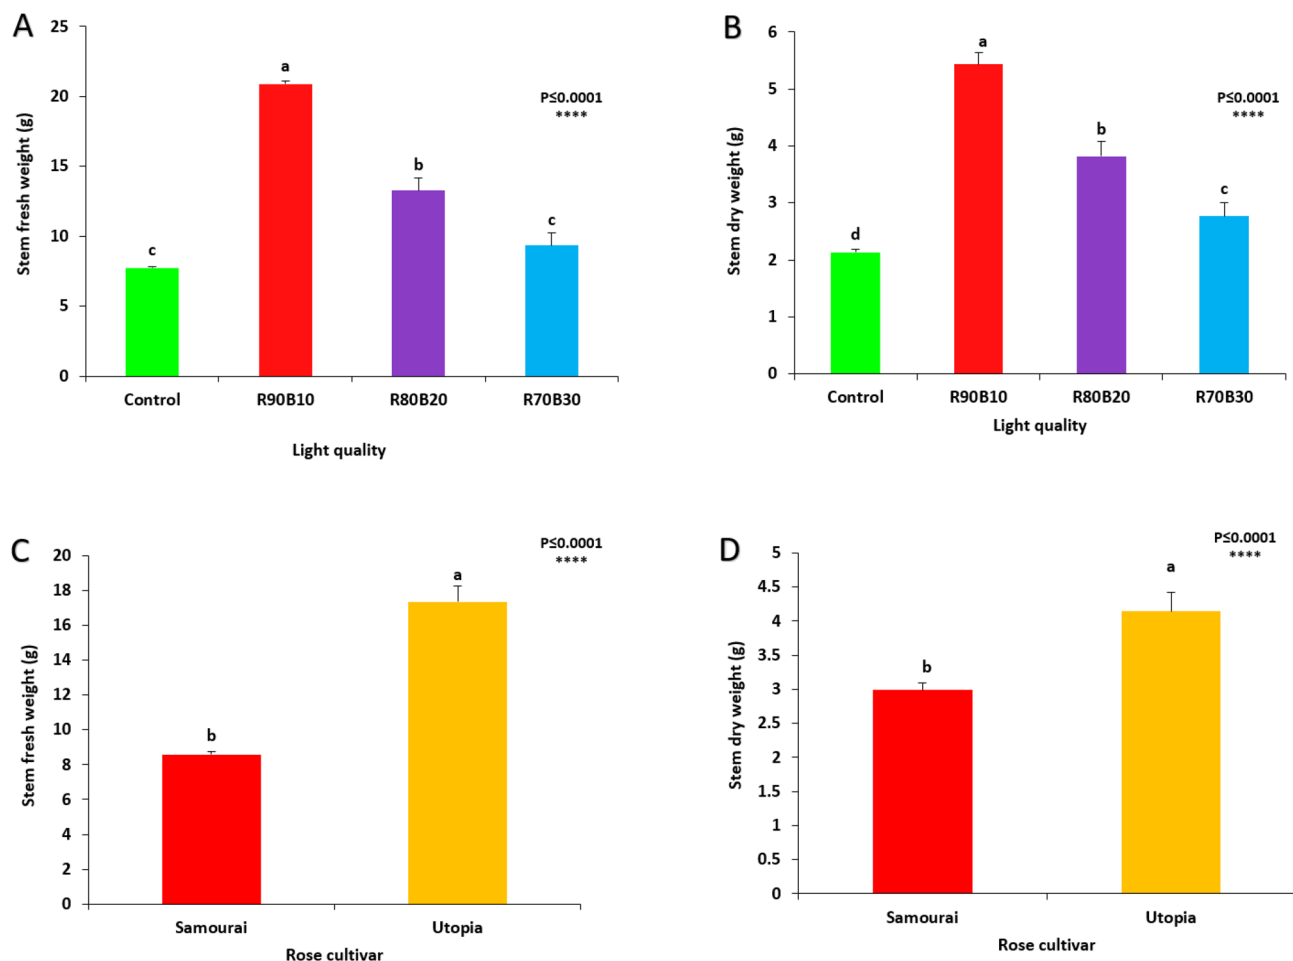 A
Stem fresh weight (g)
25
20
15
10
5
0
c
a
b
c
P≤0.0001
****
Control R90B10 R80B20 R70B30
Light quality
B
Stem dry weight (g)
6
5
4
3
2
1
0
d
a
b
c
P≤0.0001
****
Control R90B10 R80B20 R70B30
Light quality
C
Stem fresh weight (g)
20
18
16
14
12
10
8
6
4
2
0
b
a
P≤0.0001
****
Samourai Utopia
Rose cultivar
D
Stem dry weight (g)
5
4.5
4
3.5
3
2.5
2
1.5
1
0.5
0
b
a
P≤0.0001
****
Samourai Utopia
Rose cultivar